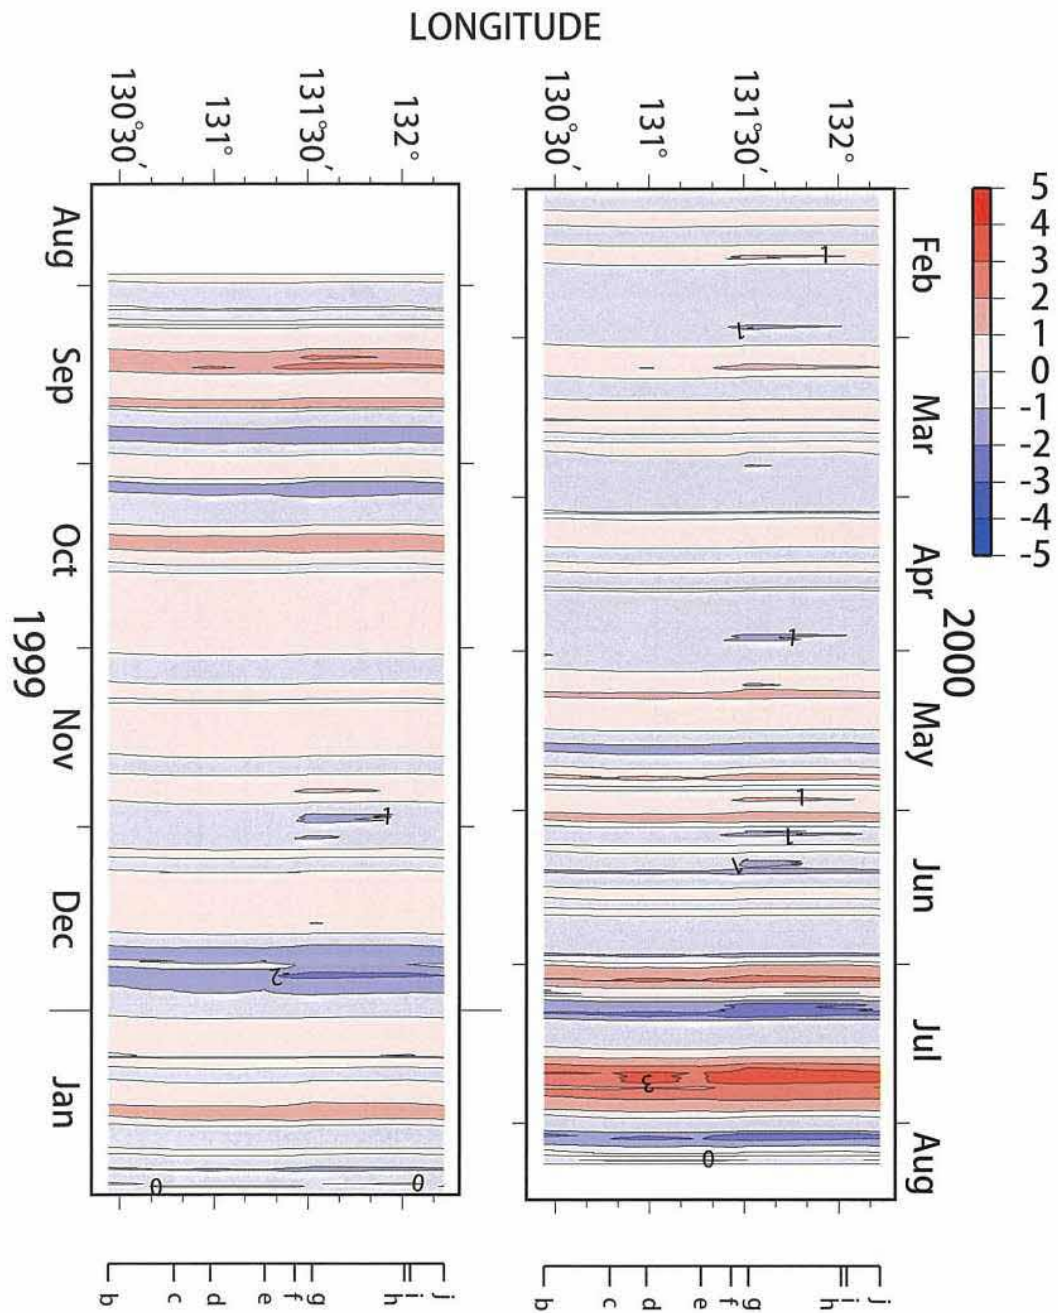 LONGITUDE
130°30′
131°
131°30′
132°
130°30′
131°
131°30′
132°
5
4
3
2
1
0
-1
-2
-3
-4
-5
Aug
Sep
Oct
Nov
Dec
Jan
1999
Feb
Mar
Apr
May
Jun
Jul
Aug
2000
1
2
0
0
1
1
1
1
1
1
3
0
b c d e f g h i j
b c d e f g h i j